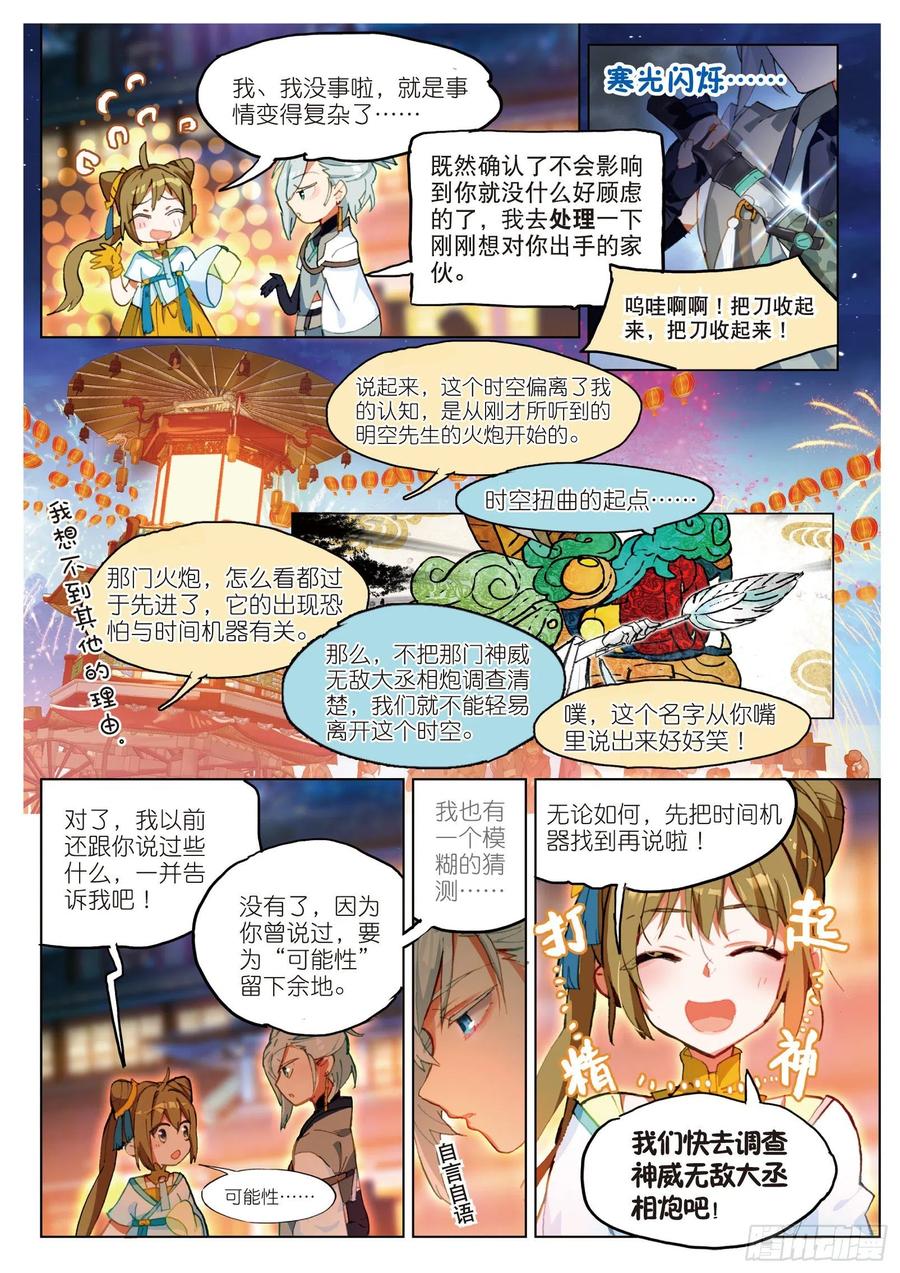 我、我没事啦，就是事
情变得复杂了……
既然确认了不会影响
到你就没什么好顾虑
的了，我去处理一下
刚刚想对你出手的家
伙。
寒光闪烁……
呜哇啊啊！把刀收起
来，把刀收起来！
说起来，这个时空偏离了我
的认知，是从刚才所听到的
明空先生的火炮开始的。
时空扭曲的起点……
那门火炮，怎么看都过
于先进了，它的出现恐
怕与时间机器有关。
我想不到其他的理由。
那么，不把那门神威
无敌大丞相炮调查清
楚，我们就不能轻易
离开这个时空。
噗，这个名字从你嘴
里说出来好好笑！
对了，我以前
还跟你说过些
什么，一并告
诉我吧！
没有了，因为
你曾说过，要
为“可能性”
留下余地。
可能性……
我也有
一个模
糊的猜
测……
自言自语
无论如何，先把时间机
器找到再说啦！
打起
精神
我们快去调查
神威无敌大丞
相炮吧！
腾讯动漫